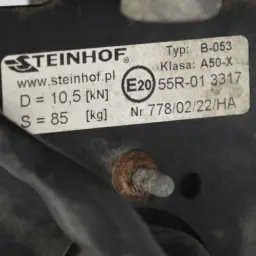 STEINHOF®
Typ: B-053
www.steinhof.pl
Klasa: A50-X
D = 10,5 [kN]
E20 55R-01 3317
S = 85 [kg]
Nr 778/02/22/HA